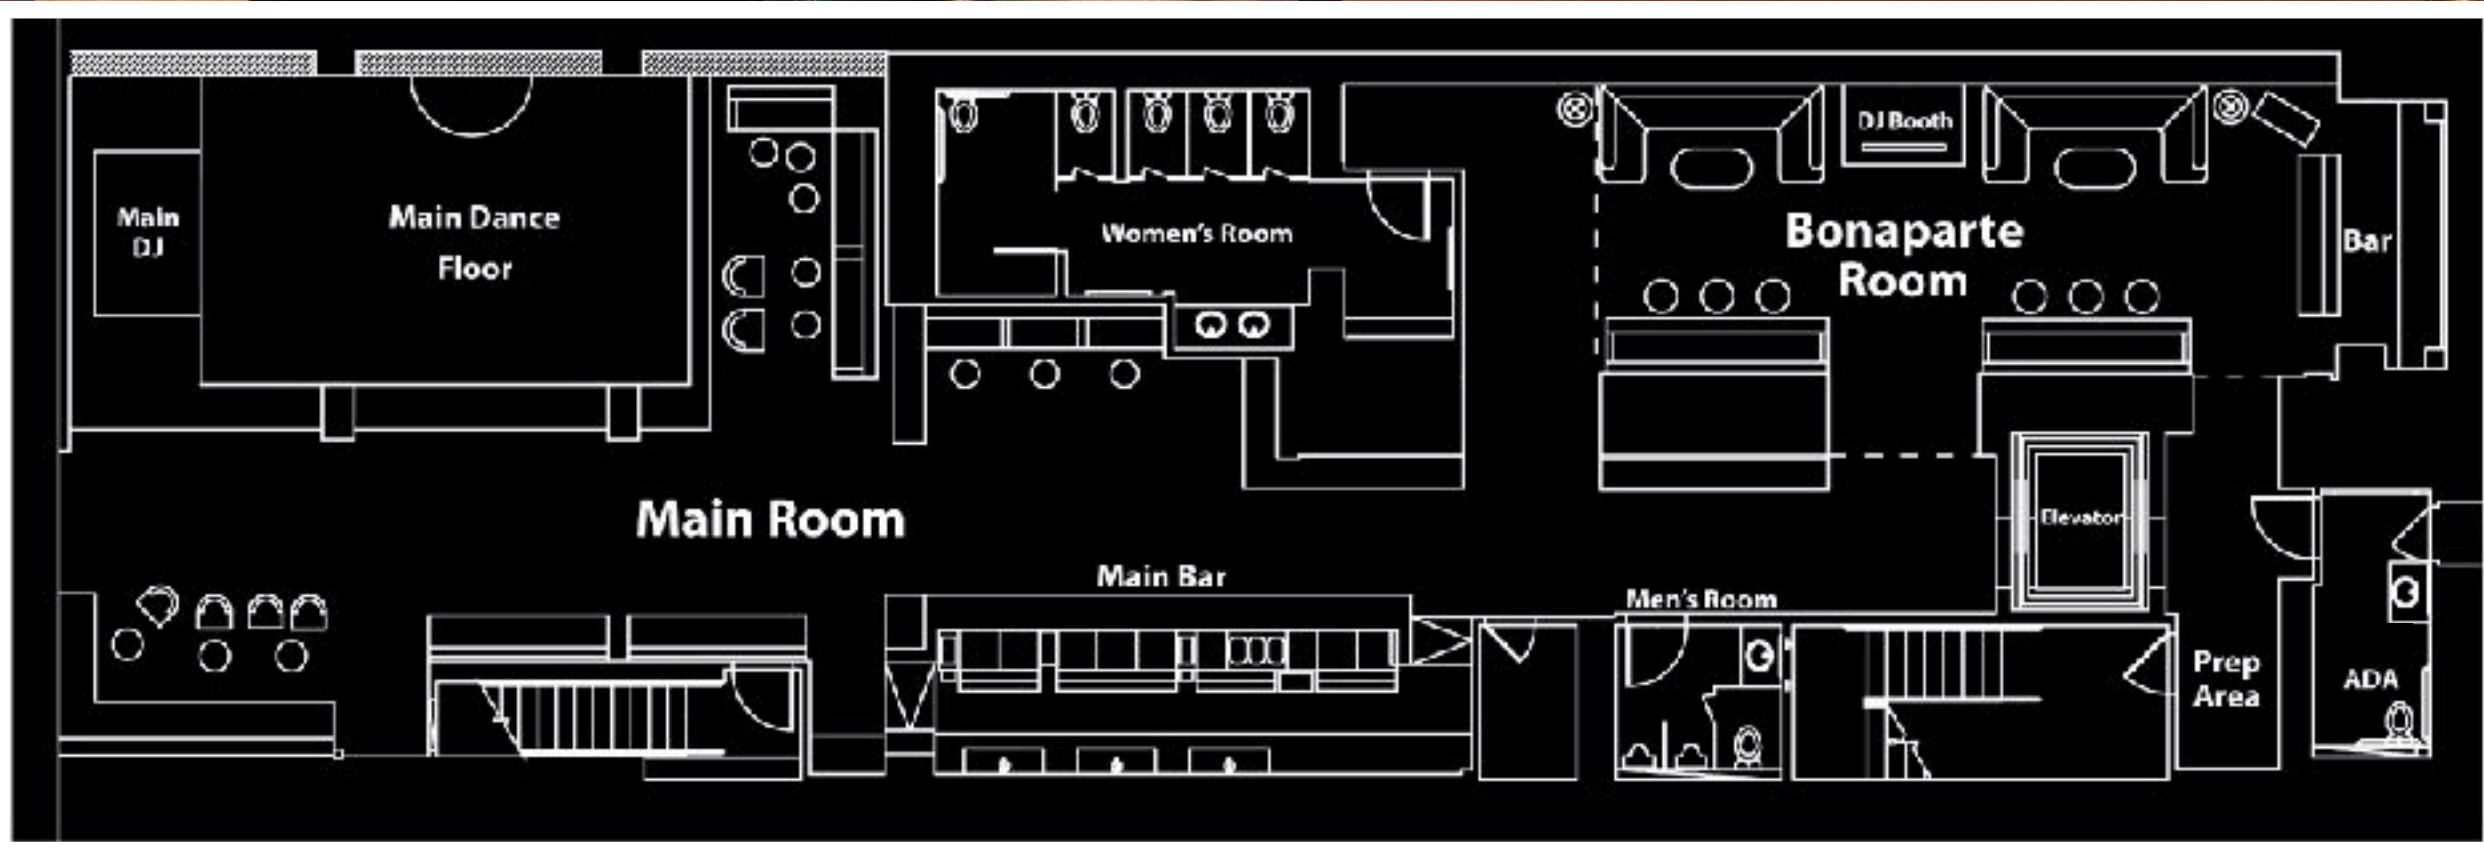 Main
DJ
Main Dance
Floor
Women's Room
DJ Booth
Bonaparte
Room
Bar
Main Room
Main Bar
Men's Room
Elevator
Prep
Area
ADA